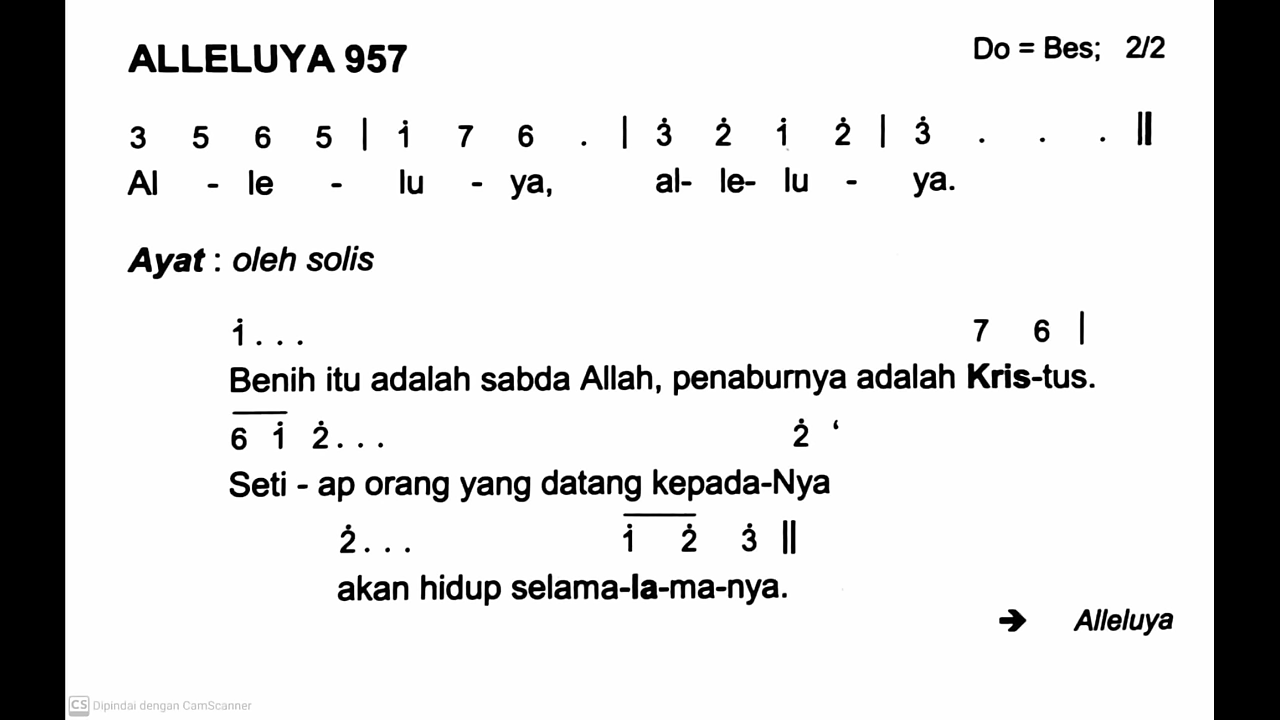 ALLELUYA 957 Do = Bes; 2/2
3 5 6 5 | 1̇ 7 6 . | 3̇ 2̇ 1̇ 2̇ | 3̇ . . . ||
Al - le - lu - ya, al- le- lu - ya.
Ayat : oleh solis
1̇ . . . 7 6 |
Benih itu adalah sabda Allah, penaburnya adalah Kris-tus.
6 1̇ 2̇ . . . 2̇ ‘
Seti - ap orang yang datang kepada-Nya
2̇ . . . 1̇ 2̇ 3̇ ||
akan hidup selama-la-ma-nya.
→ Alleluya
CS Dipindai dengan CamScanner